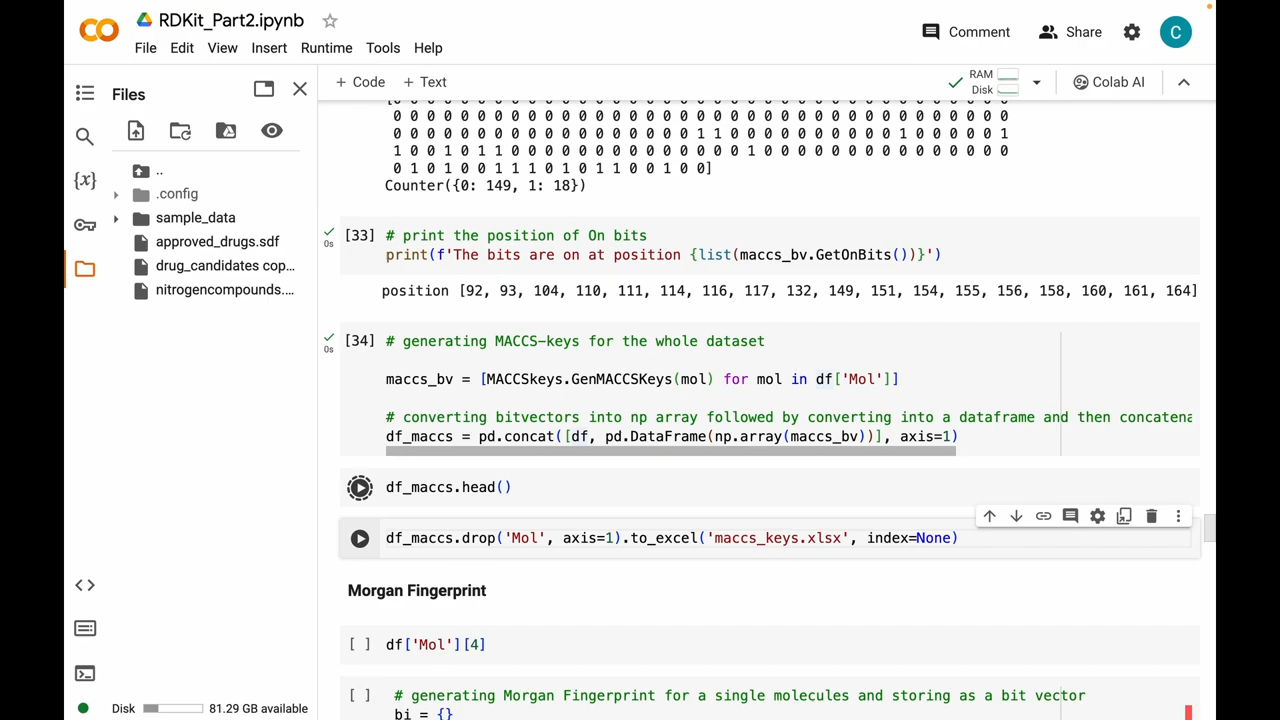 RDKit_Part2.ipynb
File Edit View Insert Runtime Tools Help
Comment
Share
C
Files
+ Code + Text
RAM
Disk
Colab AI
..
.config
sample_data
approved_drugs.sdf
drug_candidates cop...
nitrogencompounds....
0 0 0 0 0 0 0 0 0 0 0 0 0 0 0 0 0 0 0 0 0 0 0 0 0 0 0 0 0 0 0 0 0 0 0 0 0
0 0 0 0 0 0 0 0 0 0 0 0 0 0 0 0 0 0 1 1 0 0 0 0 0 0 0 0 0 0 1 0 0 0 0 0 1
1 0 0 1 0 1 1 0 0 0 0 0 0 0 0 0 0 0 0 0 0 1 0 0 0 0 0 0 0 0 0 0 0 0 0 0 0
0 1 0 1 0 0 1 1 1 0 1 0 1 1 0 0 1 0 0]
Counter({0: 149, 1: 18})
[33] # print the position of On bits
0s
print(f'The bits are on at position {list(maccs_bv.GetOnBits())}')
position [92, 93, 104, 110, 111, 114, 116, 117, 132, 149, 151, 154, 155, 156, 158, 160, 161, 164]
[34] # generating MACCS-keys for the whole dataset
0s
maccs_bv = [MACCSkeys.GenMACCSKeys(mol) for mol in df['Mol']]
# converting bitvectors into np array followed by converting into a dataframe and then concatena
df_maccs = pd.concat([df, pd.DataFrame(np.array(maccs_bv))], axis=1)
df_maccs.head()
df_maccs.drop('Mol', axis=1).to_excel('maccs_keys.xlsx', index=None)
Morgan Fingerprint
[ ] df['Mol'][4]
[ ] # generating Morgan Fingerprint for a single molecules and storing as a bit vector
bi = {}
Disk 81.29 GB available